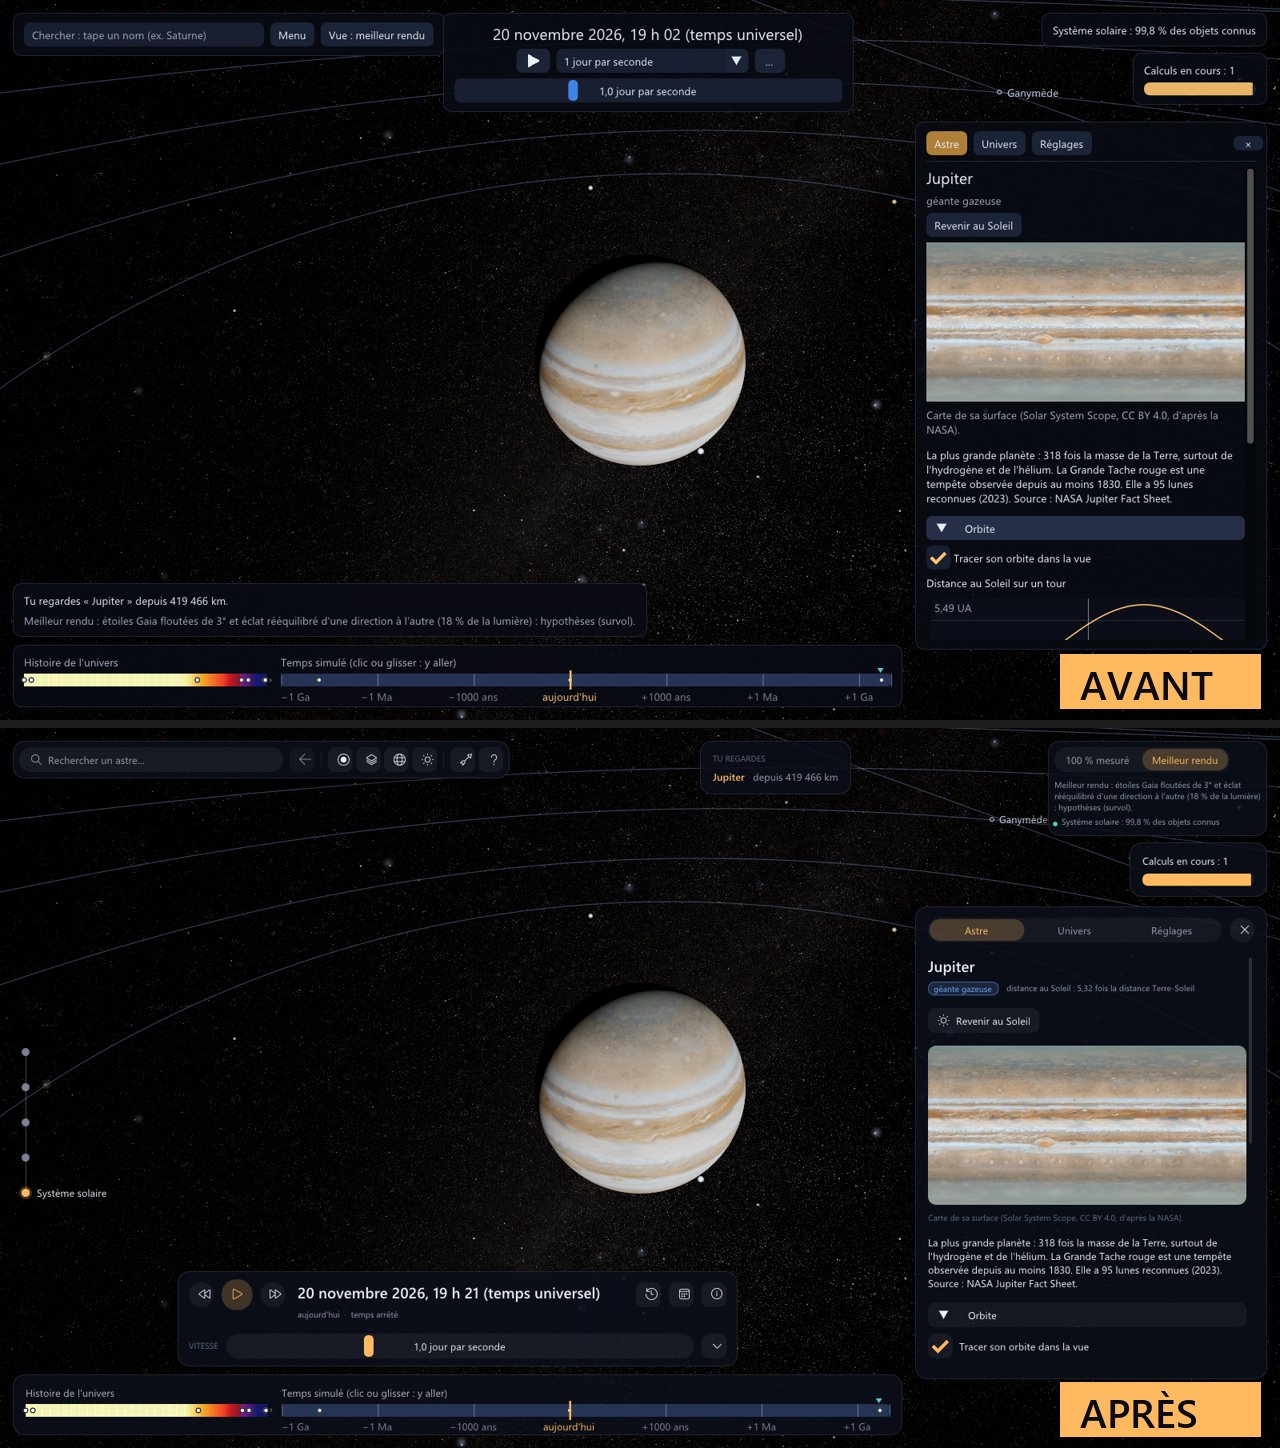 Chercher : tape un nom (ex. Saturne)
Menu
Vue : meilleur rendu
20 novembre 2026, 19 h 02 (temps universel)
1 jour par seconde
...
1,0 jour par seconde
Système solaire : 99,8 % des objets connus
Calculs en cours : 1
Ganymède
Astre
Univers
Réglages
×
Jupiter
géante gazeuse
Revenir au Soleil
Carte de sa surface (Solar System Scope, CC BY 4.0, d'après la
NASA).
La plus grande planète : 318 fois la masse de la Terre, surtout de
l'hydrogène et de l'hélium. La Grande Tache rouge est une
tempête observée depuis au moins 1830. Elle a 95 lunes
reconnues (2023). Source : NASA Jupiter Fact Sheet.
Orbite
Tracer son orbite dans la vue
Distance au Soleil sur un tour
5,49 UA
Tu regardes « Jupiter » depuis 419 466 km.
Meilleur rendu : étoiles Gaia floutées de 3° et éclat rééquilibré d'une direction à l'autre (18 % de la lumière) : hypothèses (survol).
Histoire de l'univers
Temps simulé (clic ou glisser : y aller)
−1 Ga
−1 Ma
−1000 ans
aujourd'hui
+1000 ans
+1 Ma
+1 Ga
AVANT
Rechercher un astre...
?
TU REGARDES
Jupiter depuis 419 466 km
100 % mesuré
Meilleur rendu
Meilleur rendu : étoiles Gaia floutées de 3° et éclat
rééquilibré d'une direction à l'autre (18 % de la lumière)
: hypothèses (survol).
Système solaire : 99,8 % des objets connus
Ganymède
Calculs en cours : 1
Astre
Univers
Réglages
Jupiter
géante gazeuse
distance au Soleil : 5,32 fois la distance Terre-Soleil
Revenir au Soleil
Carte de sa surface (Solar System Scope, CC BY 4.0, d'après la NASA).
La plus grande planète : 318 fois la masse de la Terre, surtout de
l'hydrogène et de l'hélium. La Grande Tache rouge est une tempête
observée depuis au moins 1830. Elle a 95 lunes reconnues (2023).
Source : NASA Jupiter Fact Sheet.
Orbite
Tracer son orbite dans la vue
Système solaire
20 novembre 2026, 19 h 21 (temps universel)
aujourd'hui · temps arrêté
VITESSE
1,0 jour par seconde
Histoire de l'univers
Temps simulé (clic ou glisser : y aller)
−1 Ga
−1 Ma
−1000 ans
aujourd'hui
+1000 ans
+1 Ma
+1 Ga
APRÈS